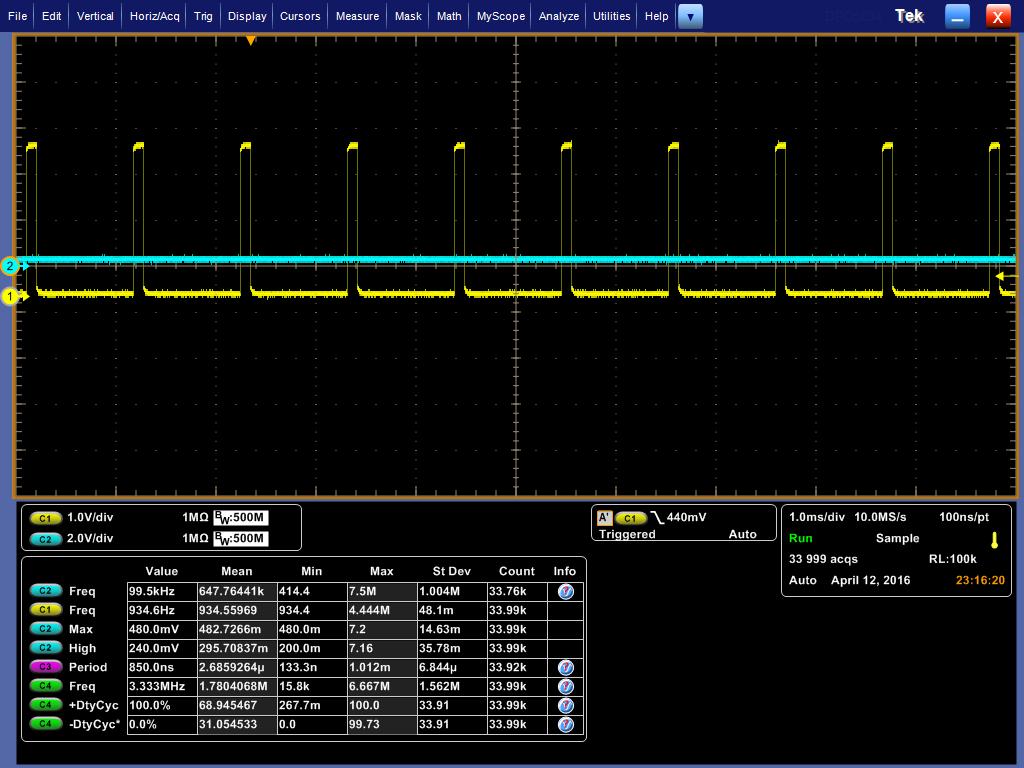 File Edit Vertical Horiz/Acq Trig Display Cursors Measure Mask Math MyScope Analyze Utilities Help Tek X
2
1
C1 1.0V/div 1MΩ BW:500M
C2 2.0V/div 1MΩ BW:500M
A' C1 440mV
Triggered Auto
1.0ms/div 10.0MS/s 100ns/pt
Run Sample
33 999 acqs RL:100k
Auto April 12, 2016 23:16:20
Value Mean Min Max St Dev Count Info
C2 Freq 99.5kHz 647.76441k 414.4 7.5M 1.004M 33.76k
C1 Freq 934.6Hz 934.55969 934.4 4.444M 48.1m 33.99k
C2 Max 480.0mV 482.7266m 480.0m 7.2 14.63m 33.99k
C2 High 240.0mV 295.70837m 200.0m 7.16 35.78m 33.99k
C3 Period 850.0ns 2.6859264µ 133.3n 1.012m 6.844µ 33.92k
C4 Freq 3.333MHz 1.7804068M 15.8k 6.667M 1.562M 33.99k
C4 +DtyCyc 100.0% 68.945467 267.7m 100.0 33.91 33.99k
C4 -DtyCyc* 0.0% 31.054533 0.0 99.73 33.91 33.99k